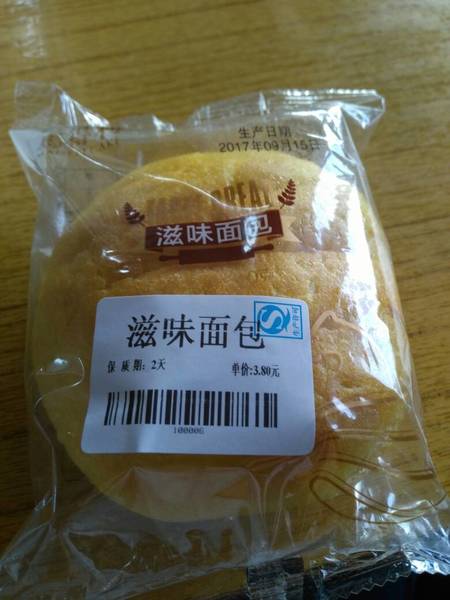 生产日期
2017年09月15日
滋味面包
滋味面包
保质期: 2天
单价:3.80元
100006